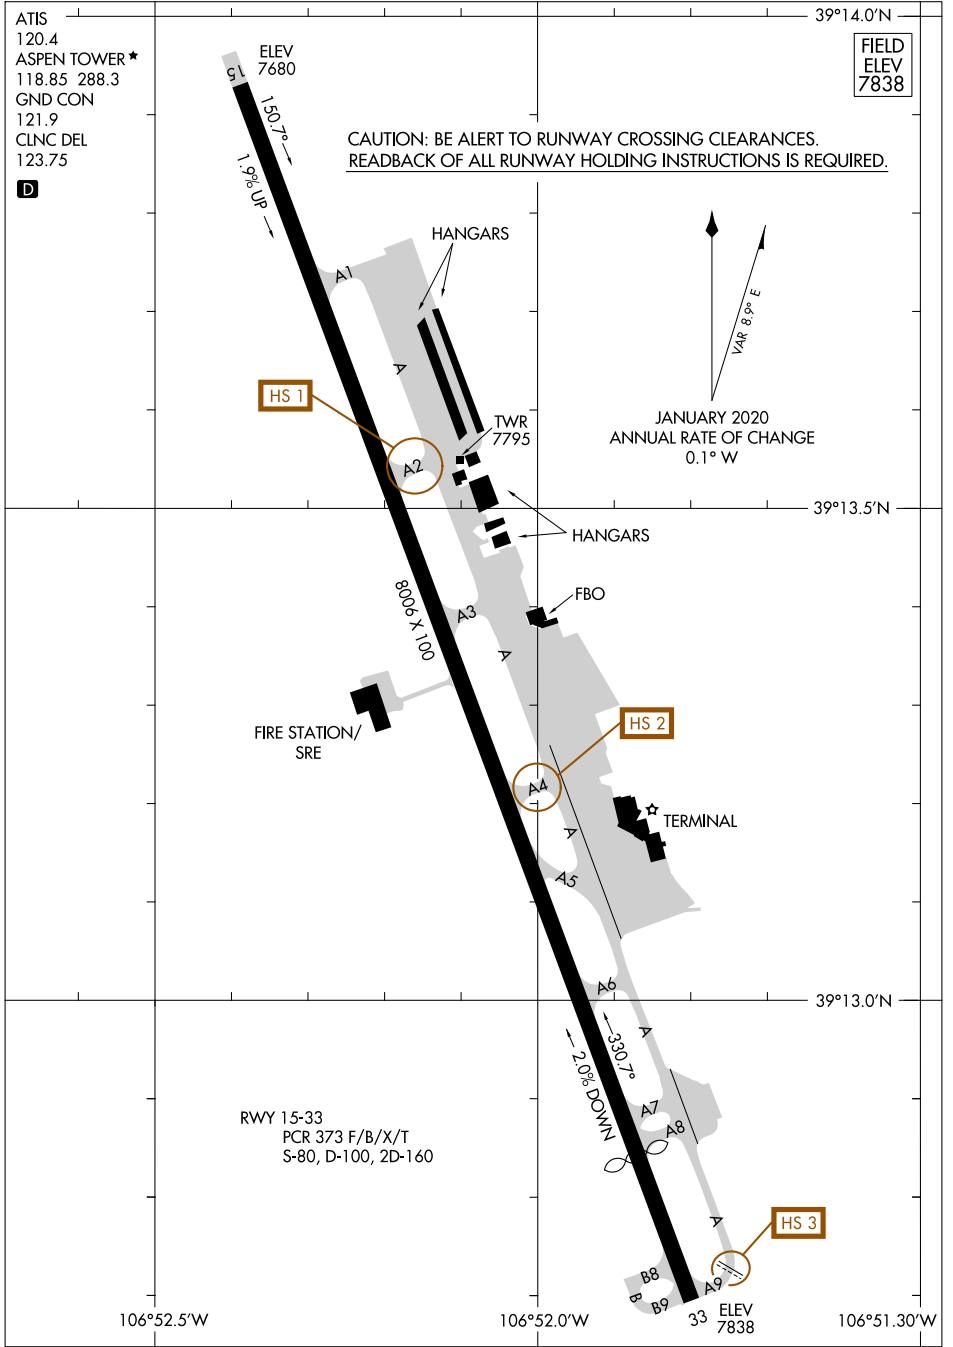 ATIS
120.4
ASPEN TOWER
118.85 288.3
GND CON
121.9
CLNC DEL
123.75
D
39°14.0'N
FIELD
ELEV
7838
15
ELEV
7680
150.7°
1.9% UP
CAUTION: BE ALERT TO RUNWAY CROSSING CLEARANCES.
READBACK OF ALL RUNWAY HOLDING INSTRUCTIONS IS REQUIRED.
HANGARS
A1
A
VAR 8.9° E
HS 1
JANUARY 2020
ANNUAL RATE OF CHANGE
0.1° W
TWR
7795
A2
39°13.5'N
HANGARS
8006 X 100
FBO
A3
A
FIRE STATION/
SRE
HS 2
A4
TERMINAL
A
A5
A6
39°13.0'N
330.7°
A
2.0% DOWN
A7
A8
RWY 15-33
PCR 373 F/B/X/T
S-80, D-100, 2D-160
A
HS 3
B8
A9
B
B9
33
ELEV
7838
106°52.5'W
106°52.0'W
106°51.30'W